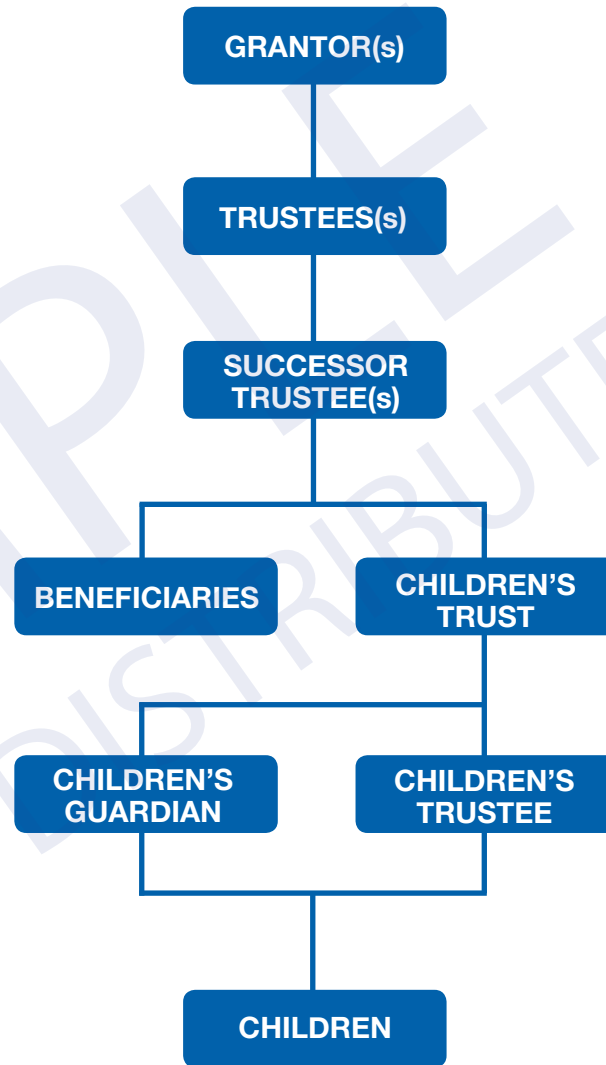 GRANTOR(s)
TRUSTEES(s)
SUCCESSOR
TRUSTEE(s)
BENEFICIARIES
CHILDREN'S
TRUST
CHILDREN'S
GUARDIAN
CHILDREN'S
TRUSTEE
CHILDREN